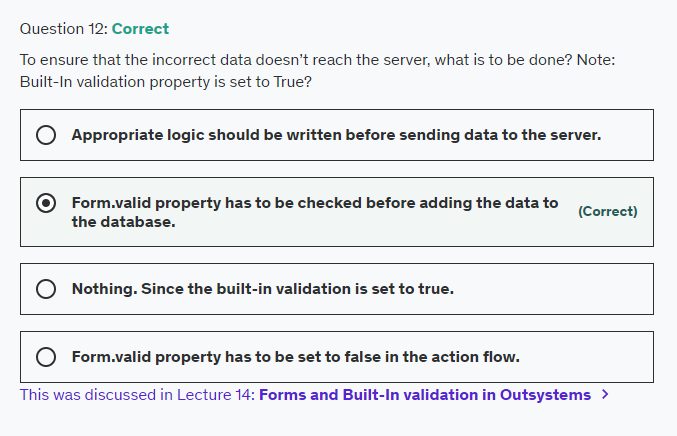 Question 12: Correct
To ensure that the incorrect data doesn't reach the server, what is to be done? Note:
Built-In validation property is set to True?
Appropriate logic should be written before sending data to the server.
Form.valid property has to be checked before adding the data to
the database.
(Correct)
Nothing. Since the built-in validation is set to true.
Form.valid property has to be set to false in the action flow.
This was discussed in Lecture 14: Forms and Built-In validation in Outsystems >